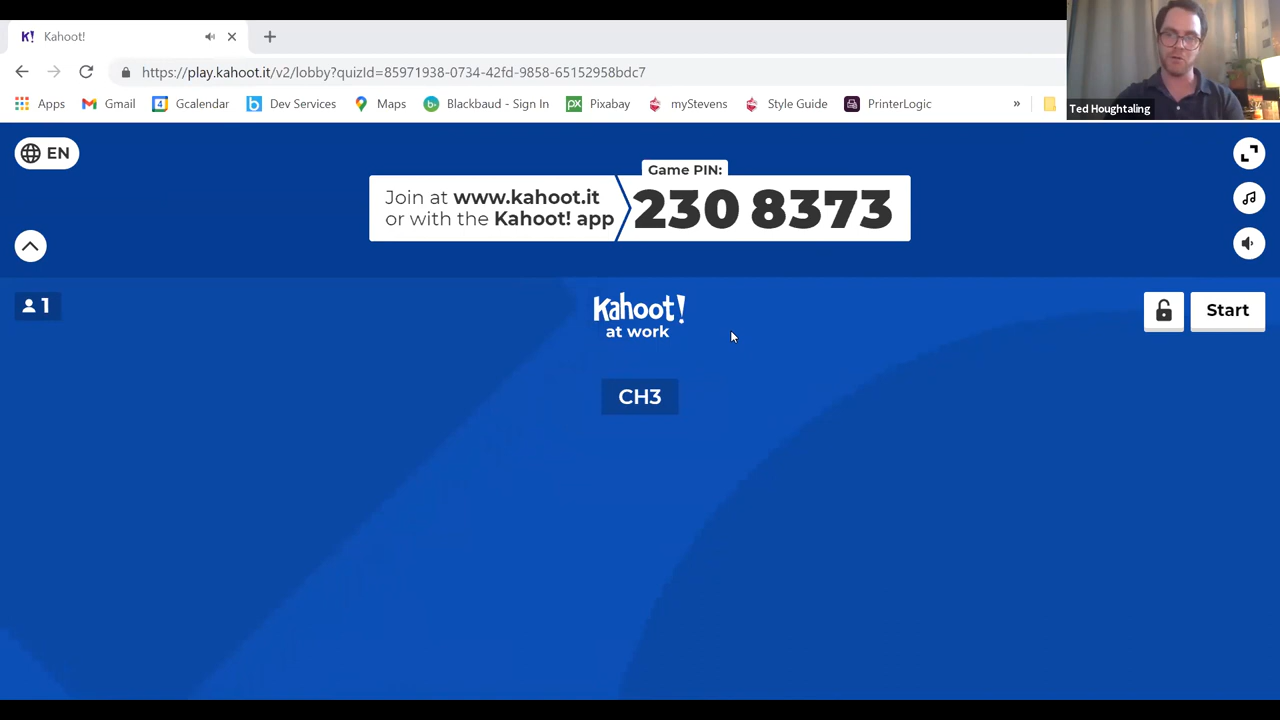 K! Kahoot!
https://play.kahoot.it/v2/lobby?quizId=85971938-0734-42fd-9858-65152958bdc7
Apps Gmail 4 Gcalendar b Dev Services Maps b Blackbaud - Sign In px Pixabay myStevens Style Guide PrinterLogic »
Ted Houghtaling
EN
Game PIN:
Join at www.kahoot.it
or with the Kahoot! app
230 8373
1
Kahoot!
at work
Start
CH3